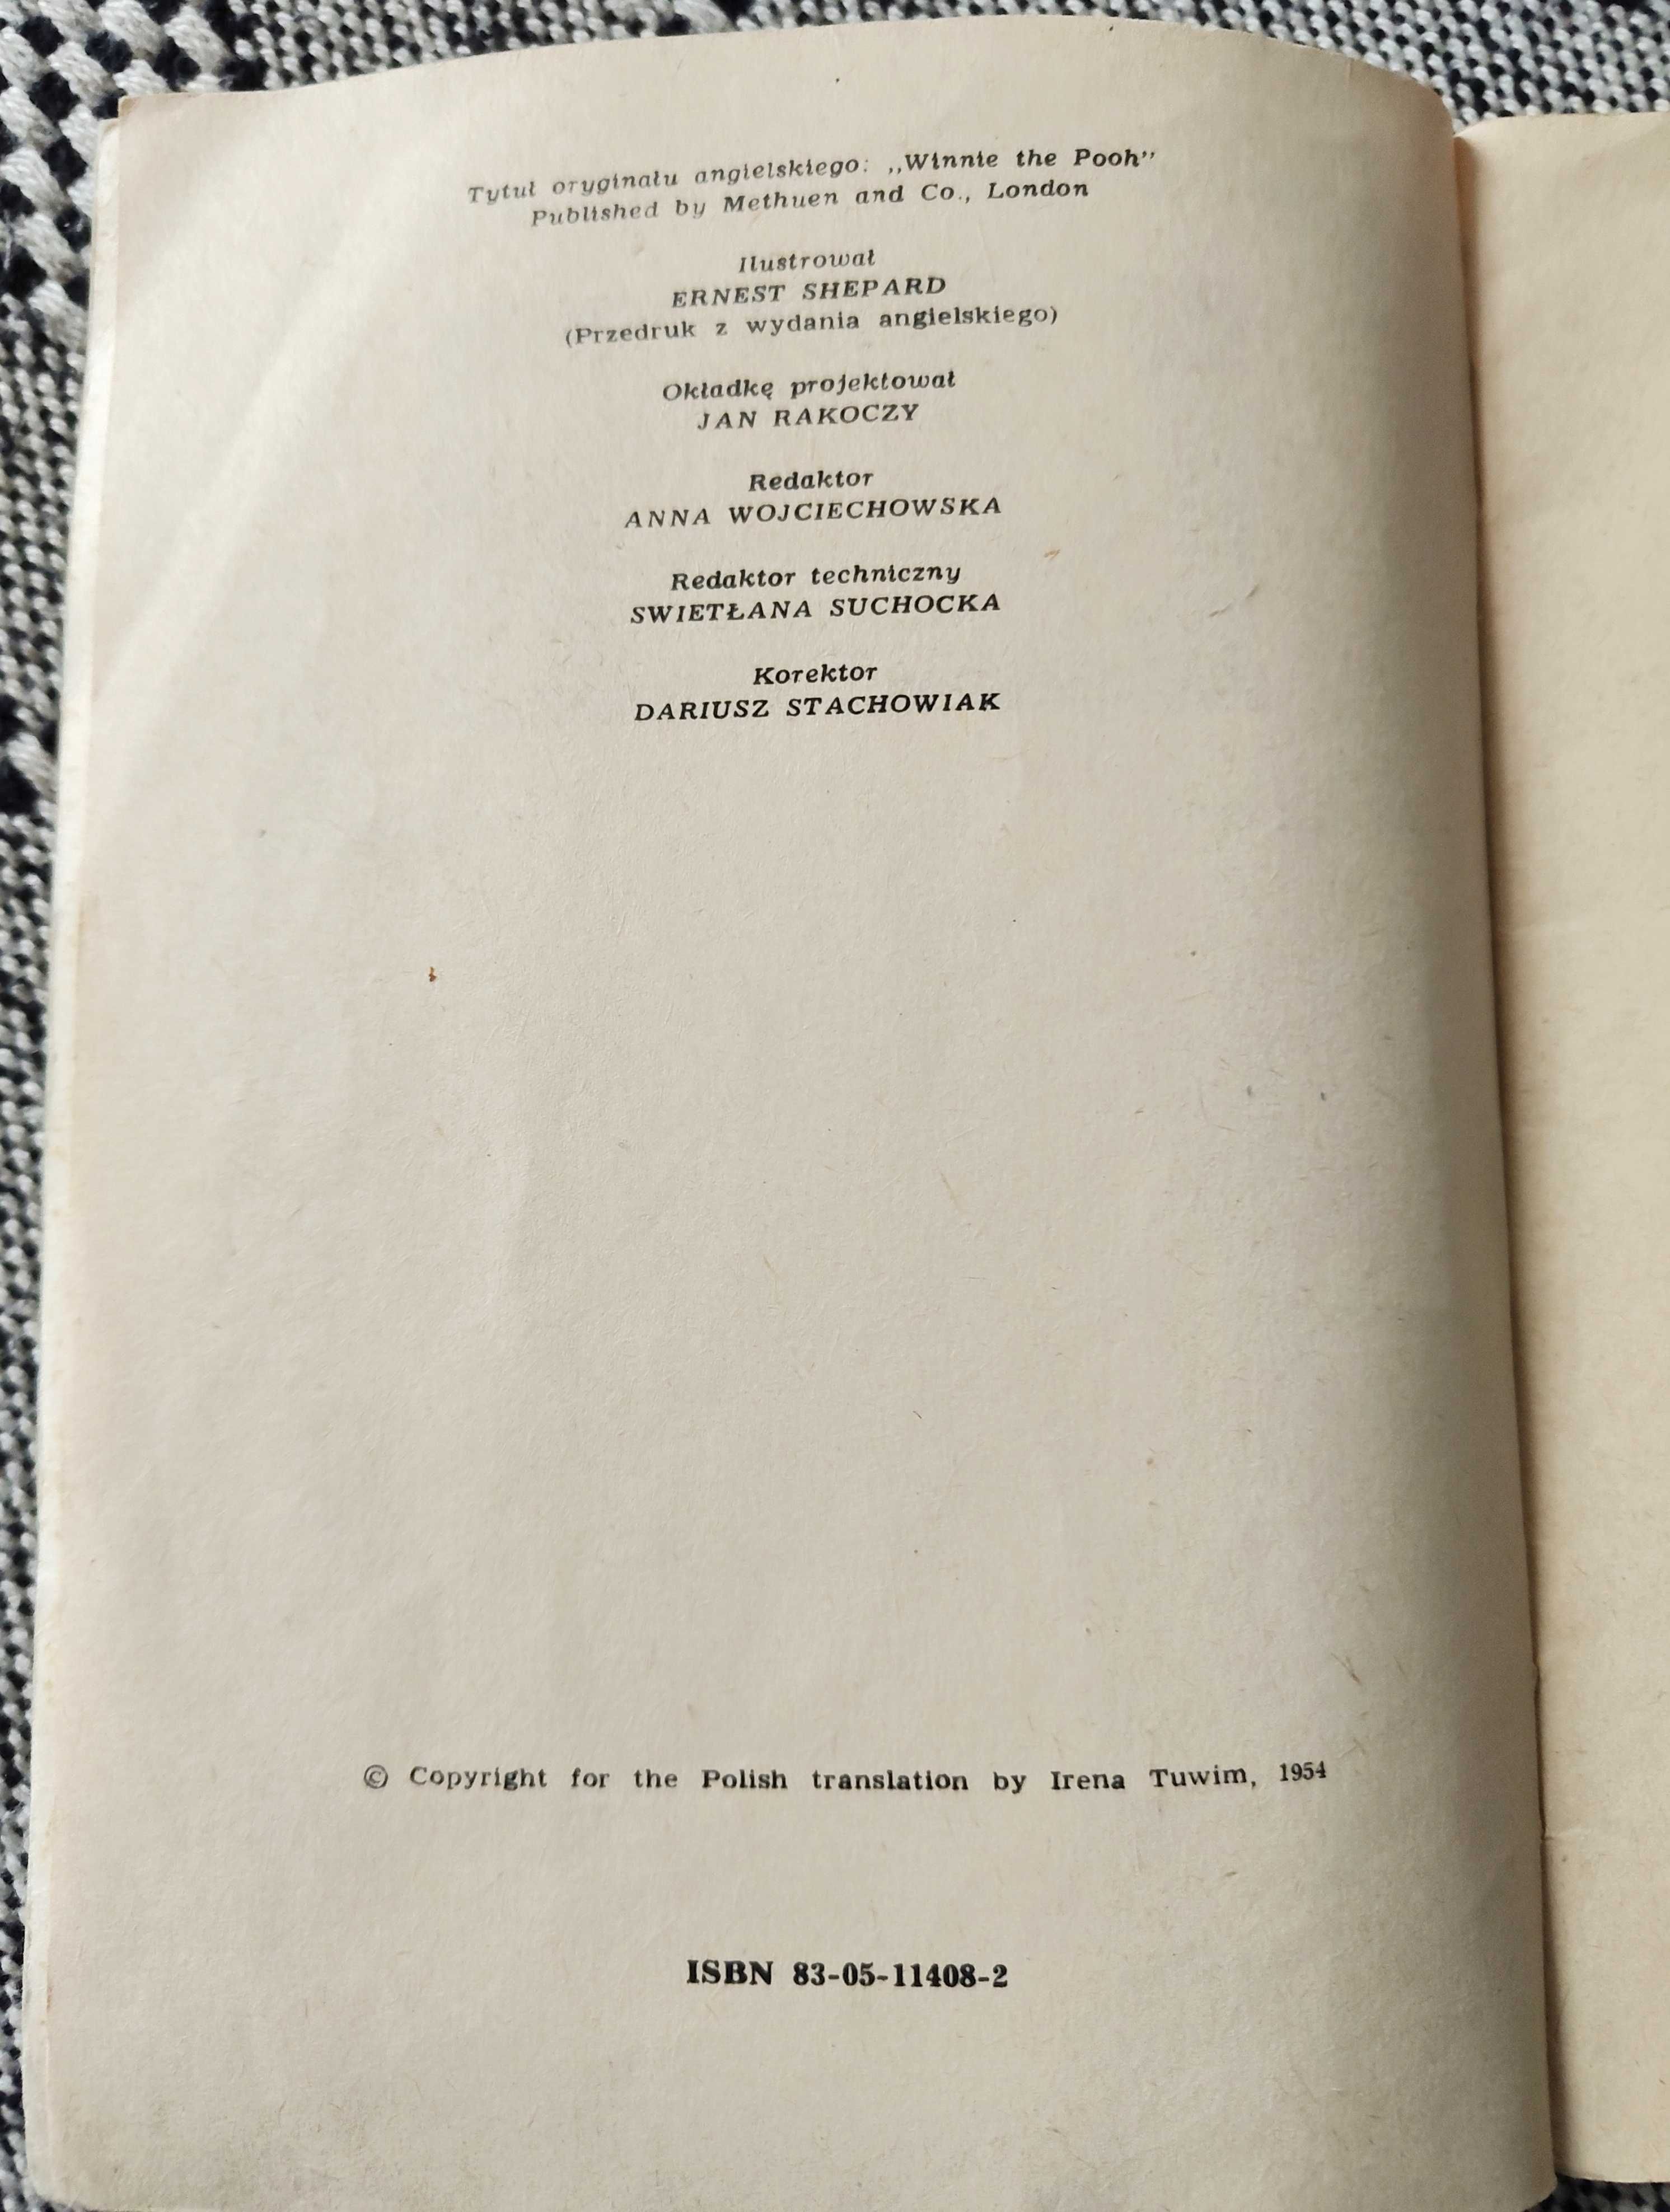 Tytuł oryginału angielskiego: „Winnie the Pooh”
Published by Methuen and Co., London
Ilustrował
ERNEST SHEPARD
(Przedruk z wydania angielskiego)
Okładkę projektował
JAN RAKOCZY
Redaktor
ANNA WOJCIECHOWSKA
Redaktor techniczny
SWIETŁANA SUCHOCKA
Korektor
DARIUSZ STACHOWIAK
© Copyright for the Polish translation by Irena Tuwim, 1954
ISBN 83-05-11408-2